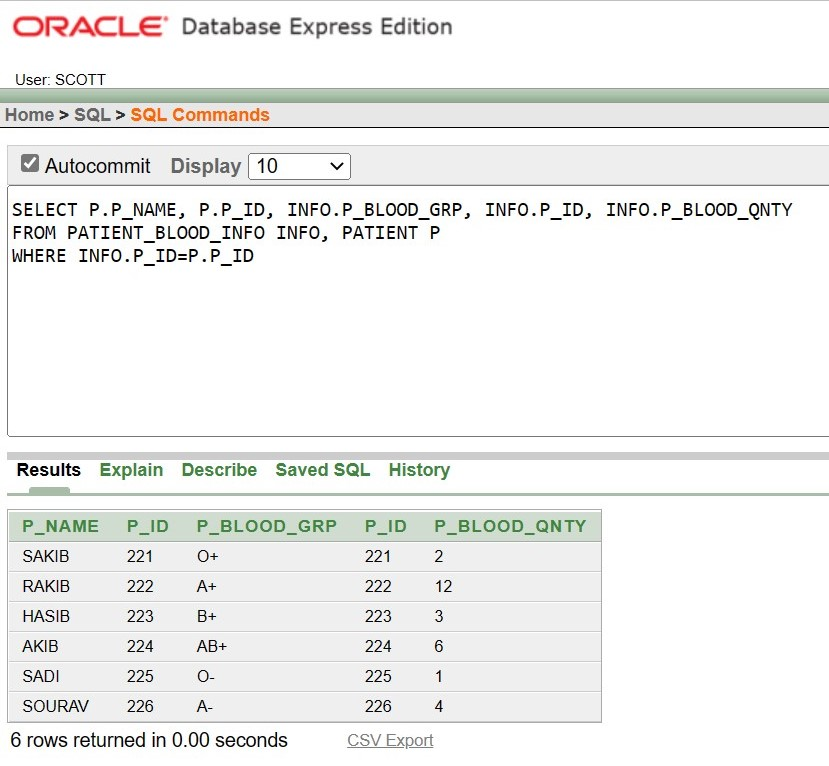 ORACLE® Database Express Edition
User: SCOTT
Home > SQL > SQL Commands
Autocommit Display 10
SELECT P.P_NAME, P.P_ID, INFO.P_BLOOD_GRP, INFO.P_ID, INFO.P_BLOOD_QNTY
FROM PATIENT_BLOOD_INFO INFO, PATIENT P
WHERE INFO.P_ID=P.P_ID
Results Explain Describe Saved SQL History
P_NAME P_ID P_BLOOD_GRP P_ID P_BLOOD_QNTY
SAKIB 221 O+ 221 2
RAKIB 222 A+ 222 12
HASIB 223 B+ 223 3
AKIB 224 AB+ 224 6
SADI 225 O- 225 1
SOURAV 226 A- 226 4
6 rows returned in 0.00 seconds CSV Export